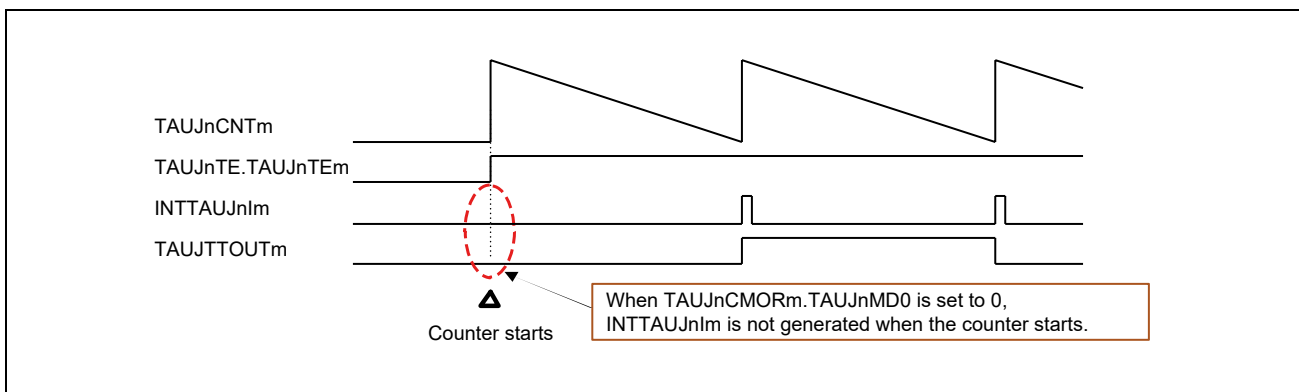 TAUJnCNTm
TAUJnTE.TAUJnTEm
INTTAUJnIm
TAUJTTOUTm
When TAUJnCMORm.TAUJnMD0 is set to 0,
INTTAUJnIm is not generated when the counter starts.
Counter starts